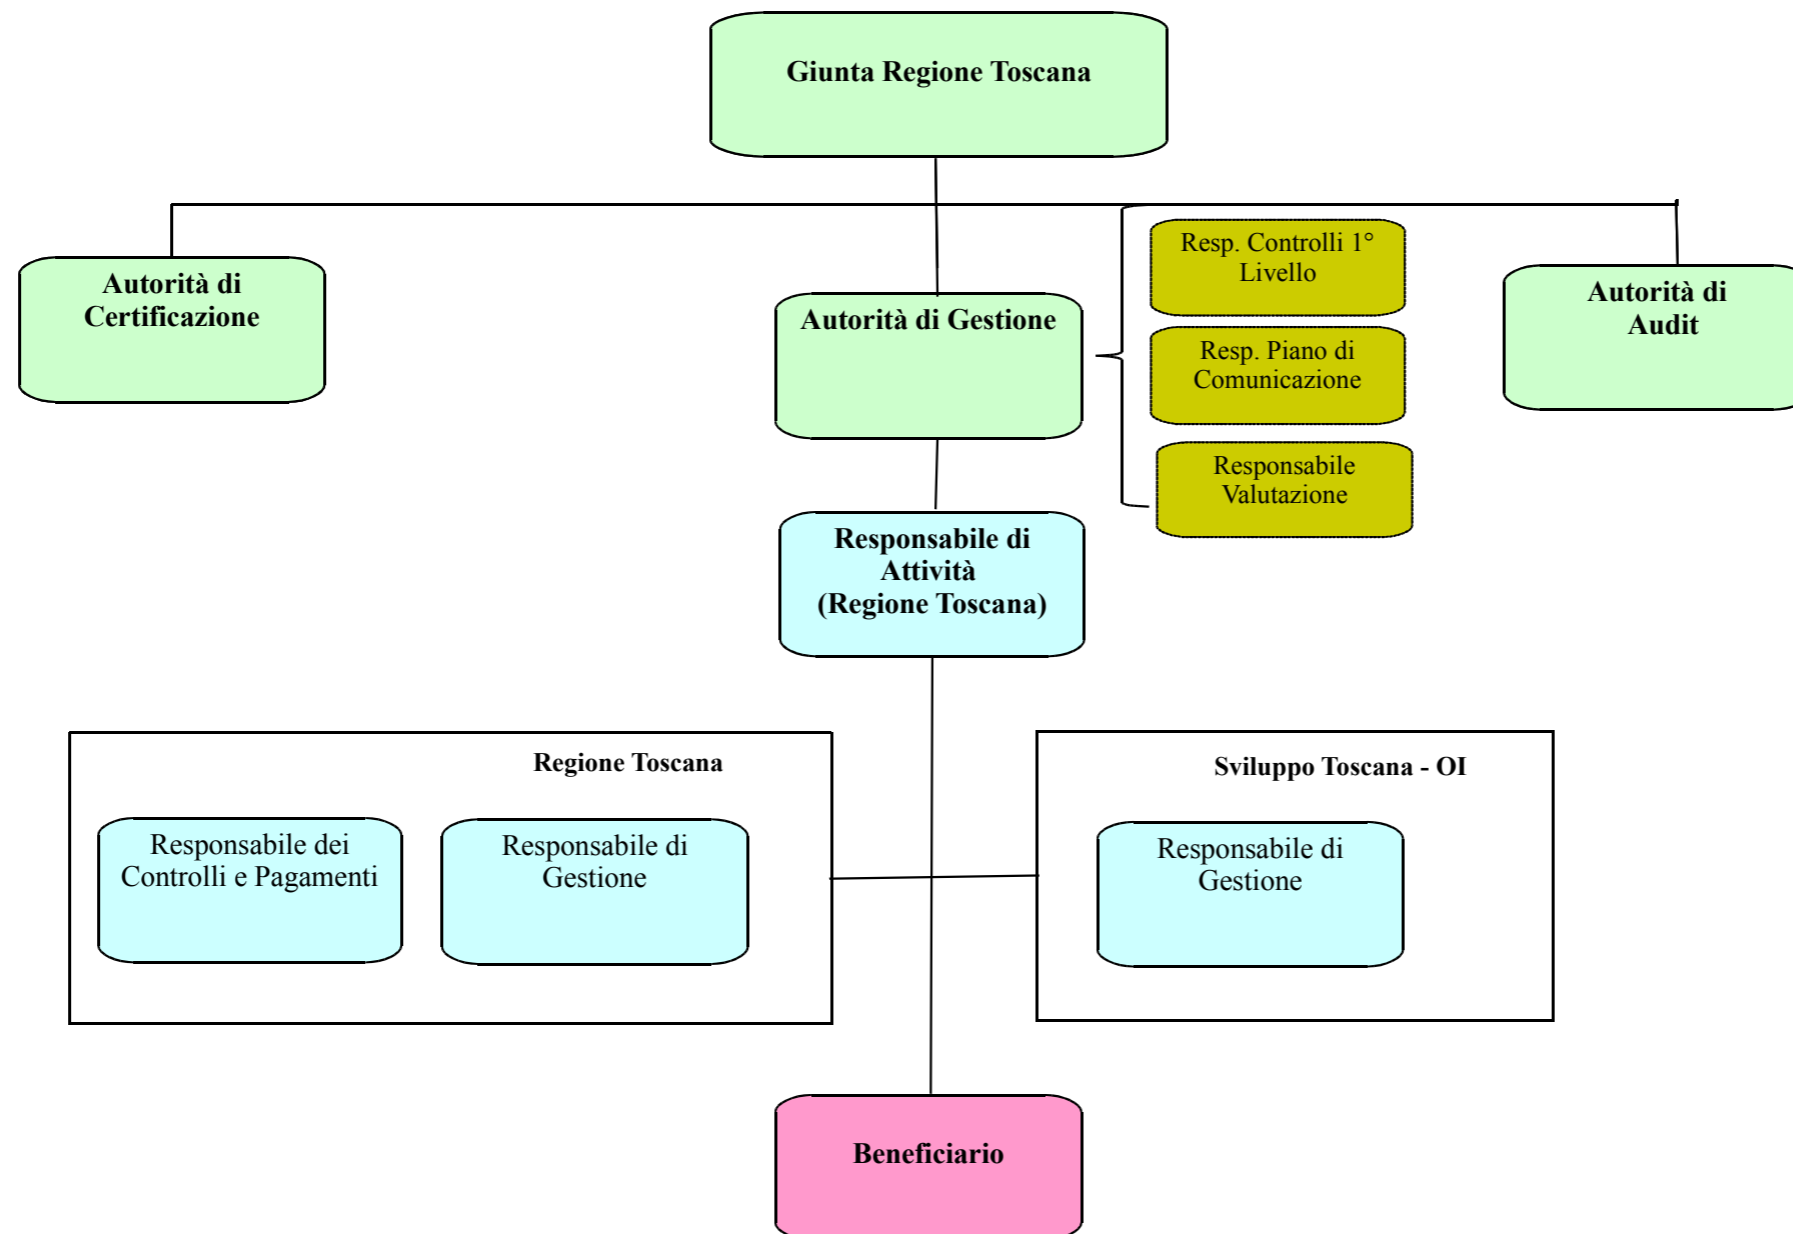 Giunta Regione Toscana
Autorità di
Certificazione
Autorità di Gestione
Resp. Controlli 1°
Livello
Resp. Piano di
Comunicazione
Responsabile
Valutazione
Autorità di
Audit
Responsabile di
Attività
(Regione Toscana)
Regione Toscana
Responsabile dei
Controlli e Pagamenti
Responsabile di
Gestione
Sviluppo Toscana - OI
Responsabile di
Gestione
Beneficiario